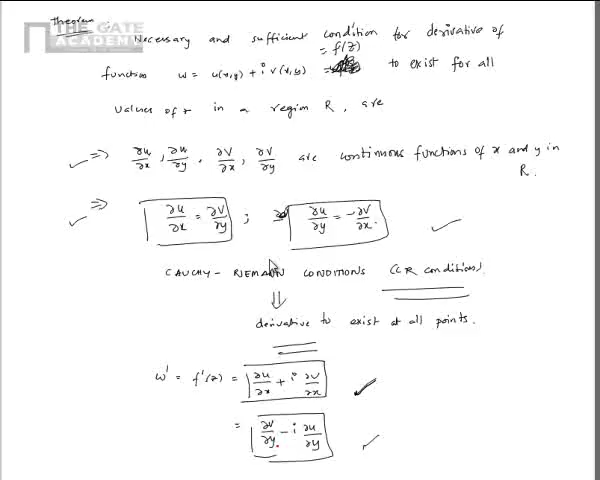 Theorem:
THE GATE
ACADEMY
Necessary and sufficient condition for derivative of
function w = u(x,y) + i v(x,y) = f(z) to exist for all
values of z in a region R, are
⇒ ∂u/∂x, ∂u/∂y, ∂v/∂x, ∂v/∂y are continuous functions of x and y in
R.
⇒ ∂u/∂x = ∂v/∂y ; ∂u/∂y = -∂v/∂x.
CAUCHY - RIEMANN CONDITIONS (CR conditions)
⇓
derivative to exist at all points.
w' = f'(z) = ∂u/∂x + i ∂v/∂x
= ∂v/∂y - i ∂u/∂y